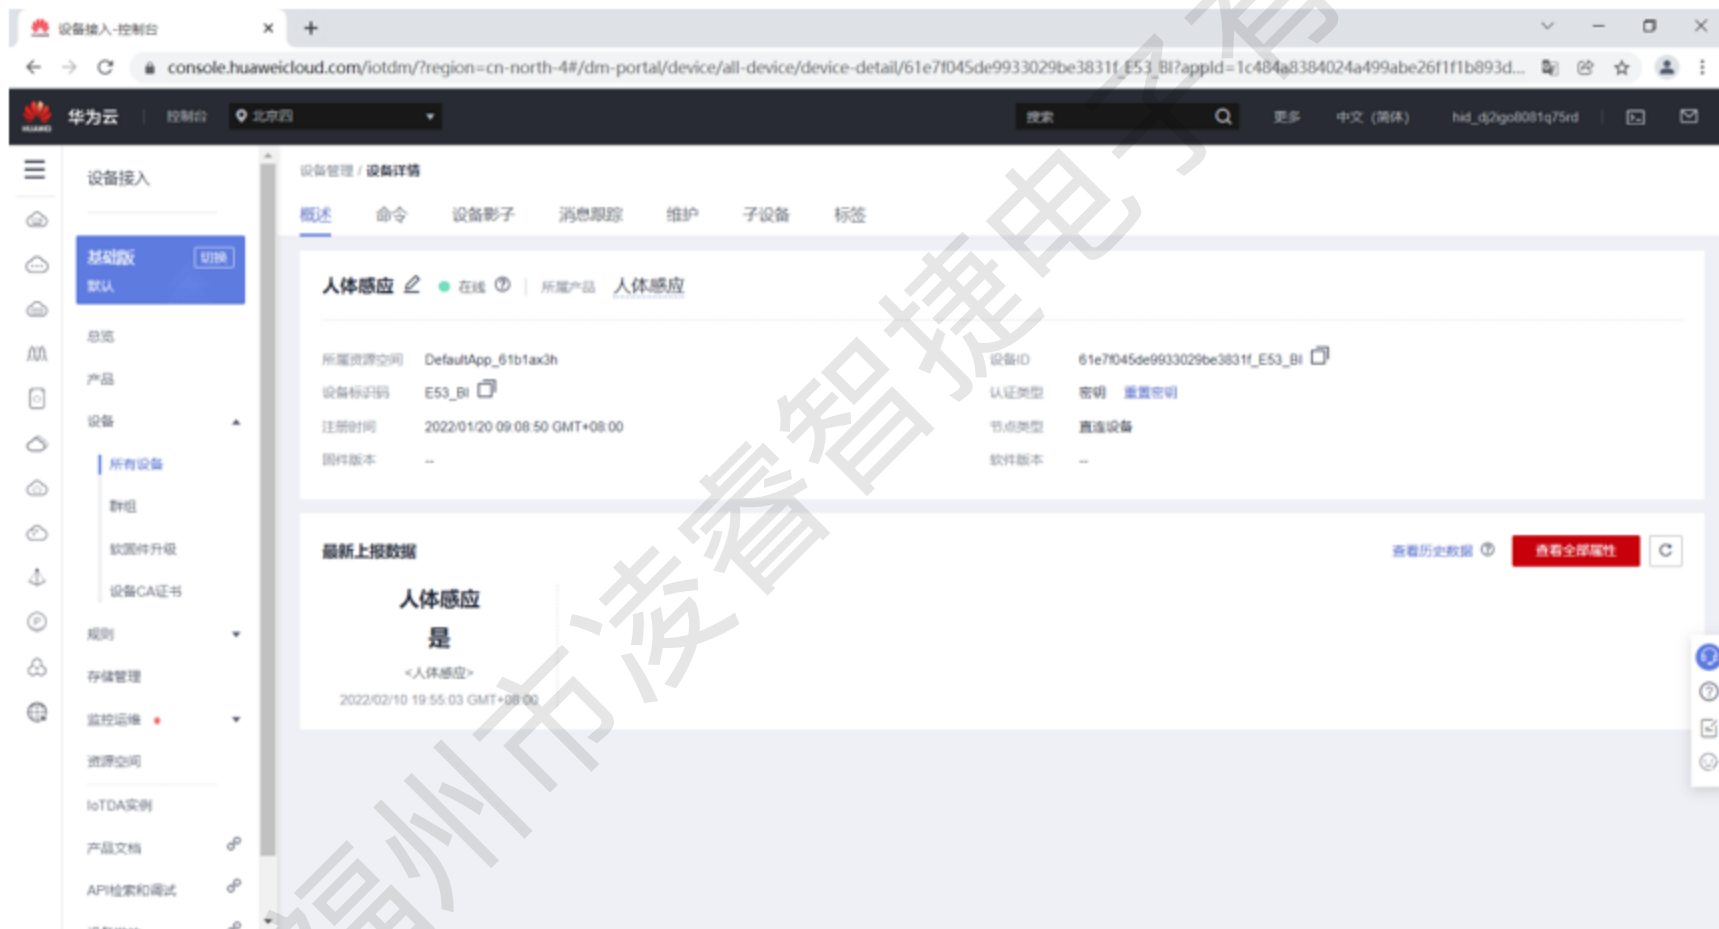 设备接入-控制台
console.huaweicloud.com/iotdm/?region=cn-north-4#/dm-portal/device/all-device/device-detail/61e7f045de9933029be3831f_E53_BI?appId=1c484a8384024a499abe26f1f1b893d...
HUAWEI 华为云 控制台 北京四 搜索 更多 中文 (简体) hid_dj2igo8081q75rd
设备接入
基础版 切换
默认
总览
产品
设备
所有设备
群组
软固件升级
设备CA证书
规则
存储管理
监控运维
资源空间
IoTDA实例
产品文档
API检索和调试
设备管理 / 设备详情
概述 命令 设备影子 消息跟踪 维护 子设备 标签
人体感应 在线 所属产品 人体感应
所属资源空间 DefaultApp_61b1ax3h
设备ID 61e7f045de9933029be3831f_E53_BI
设备标识码 E53_BI
认证类型 密钥 重置密钥
注册时间 2022/01/20 09:08:50 GMT+08:00
节点类型 直连设备
固件版本 --
软件版本 --
最新上报数据 查看历史数据 查看全部属性
人体感应
是
<人体感应>
2022/02/10 19:55:03 GMT+08:00
福州市凌睿智捷电子有